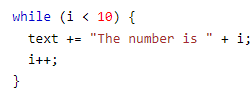 while (i < 10) {
  text += "The number is " + i;
  i++;
}